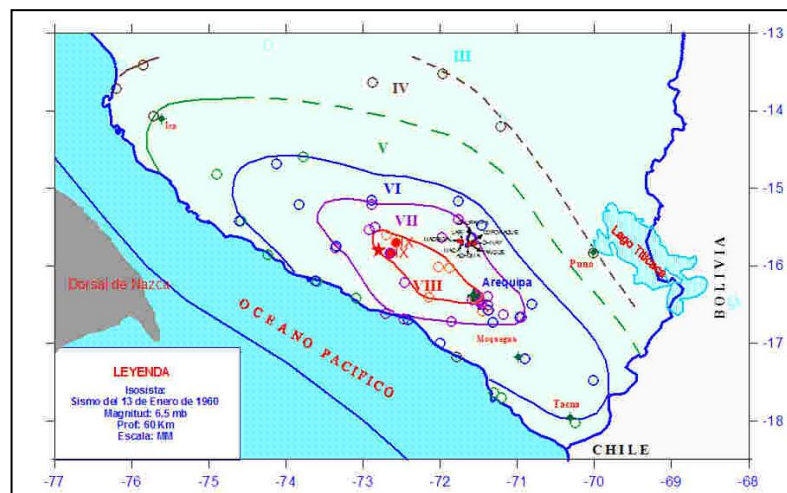 -13
-14
-15
-16
-17
-18
III
IV
V
VI
VII
IX
VIII
Ica
Arequipa
Puno
Lago Titicaca
BOLIVIA
Dorsal de Nazca
OCEANO PACIFICO
Moquegua
Tacna
CHILE
LEYENDA
Isosista:
Sismo del 13 de Enero de 1960
Magnitud: 6.5 mb
Prof: 60 Km
Escala: MM
-77 -76 -75 -74 -73 -72 -71 -70 -69 -68